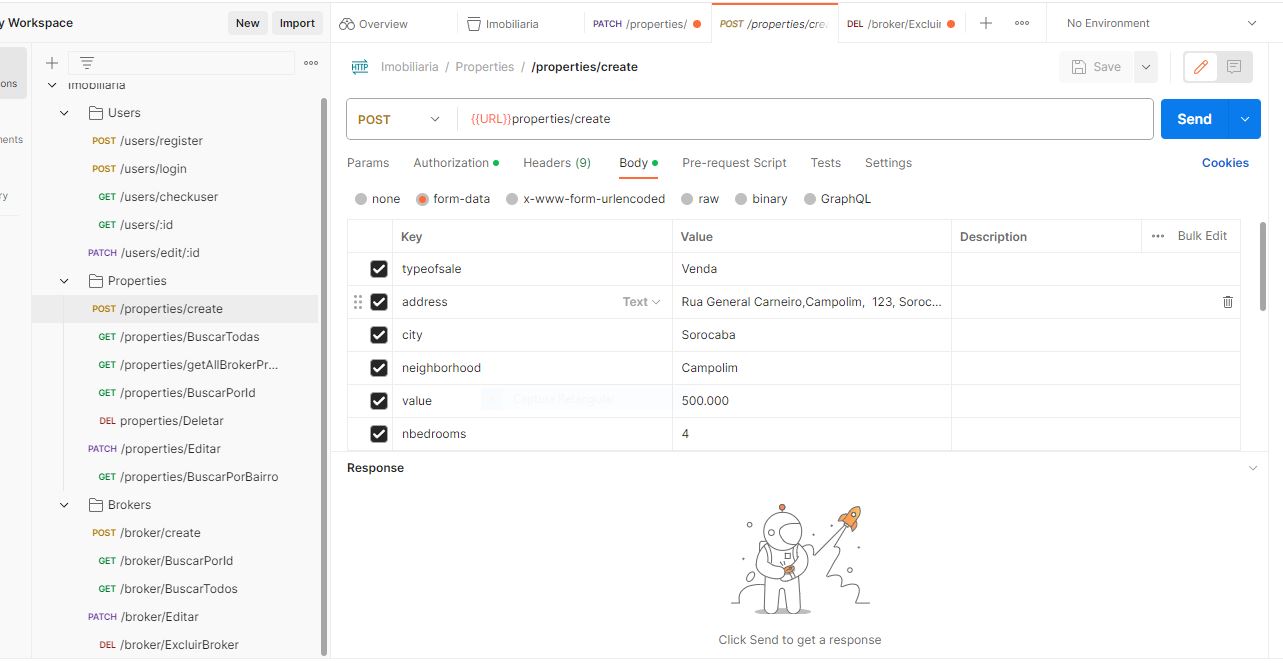 y Workspace
New
Import
Overview
Imobiliaria
PATCH /properties/
POST /properties/cre
DEL /broker/Exclui
No Environment
ons
ients
ry
Imobiliaria
Users
POST /users/register
POST /users/login
GET /users/checkuser
GET /users/:id
PATCH /users/edit/:id
Properties
POST /properties/create
GET /properties/BuscarTodas
GET /properties/getAllBrokerPr...
GET /properties/BuscarPorId
DEL properties/Deletar
PATCH /properties/Editar
GET /properties/BuscarPorBairro
Brokers
POST /broker/create
GET /broker/BuscarPorId
GET /broker/BuscarTodos
PATCH /broker/Editar
DEL /broker/ExcluirBroker
HTTP Imobiliaria / Properties / /properties/create
Save
POST {{URL}}properties/create
Send
Params Authorization Headers (9) Body Pre-request Script Tests Settings Cookies
none form-data x-www-form-urlencoded raw binary GraphQL
Key Value Description Bulk Edit
typeofsale Venda
address Text Rua General Carneiro,Campolim, 123, Soroc...
city Sorocaba
neighborhood Campolim
value 500.000
Captura Retangular
nbedrooms 4
Response
Click Send to get a response